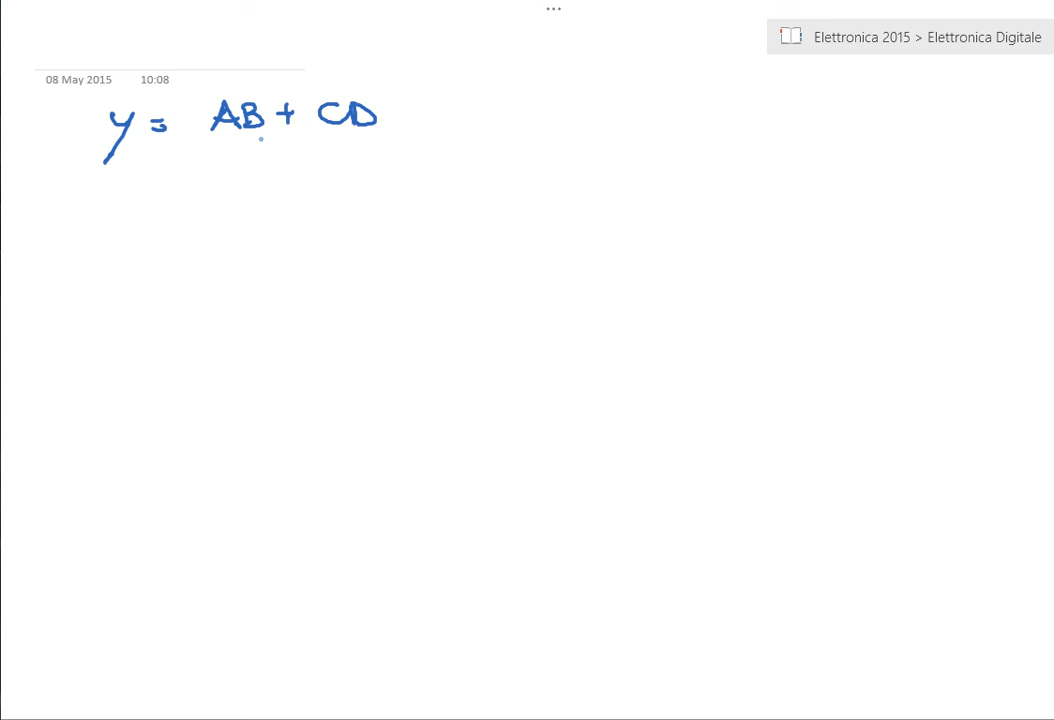 ...
Elettronica 2015 > Elettronica Digitale
08 May 2015 10:08
y = AB + CD